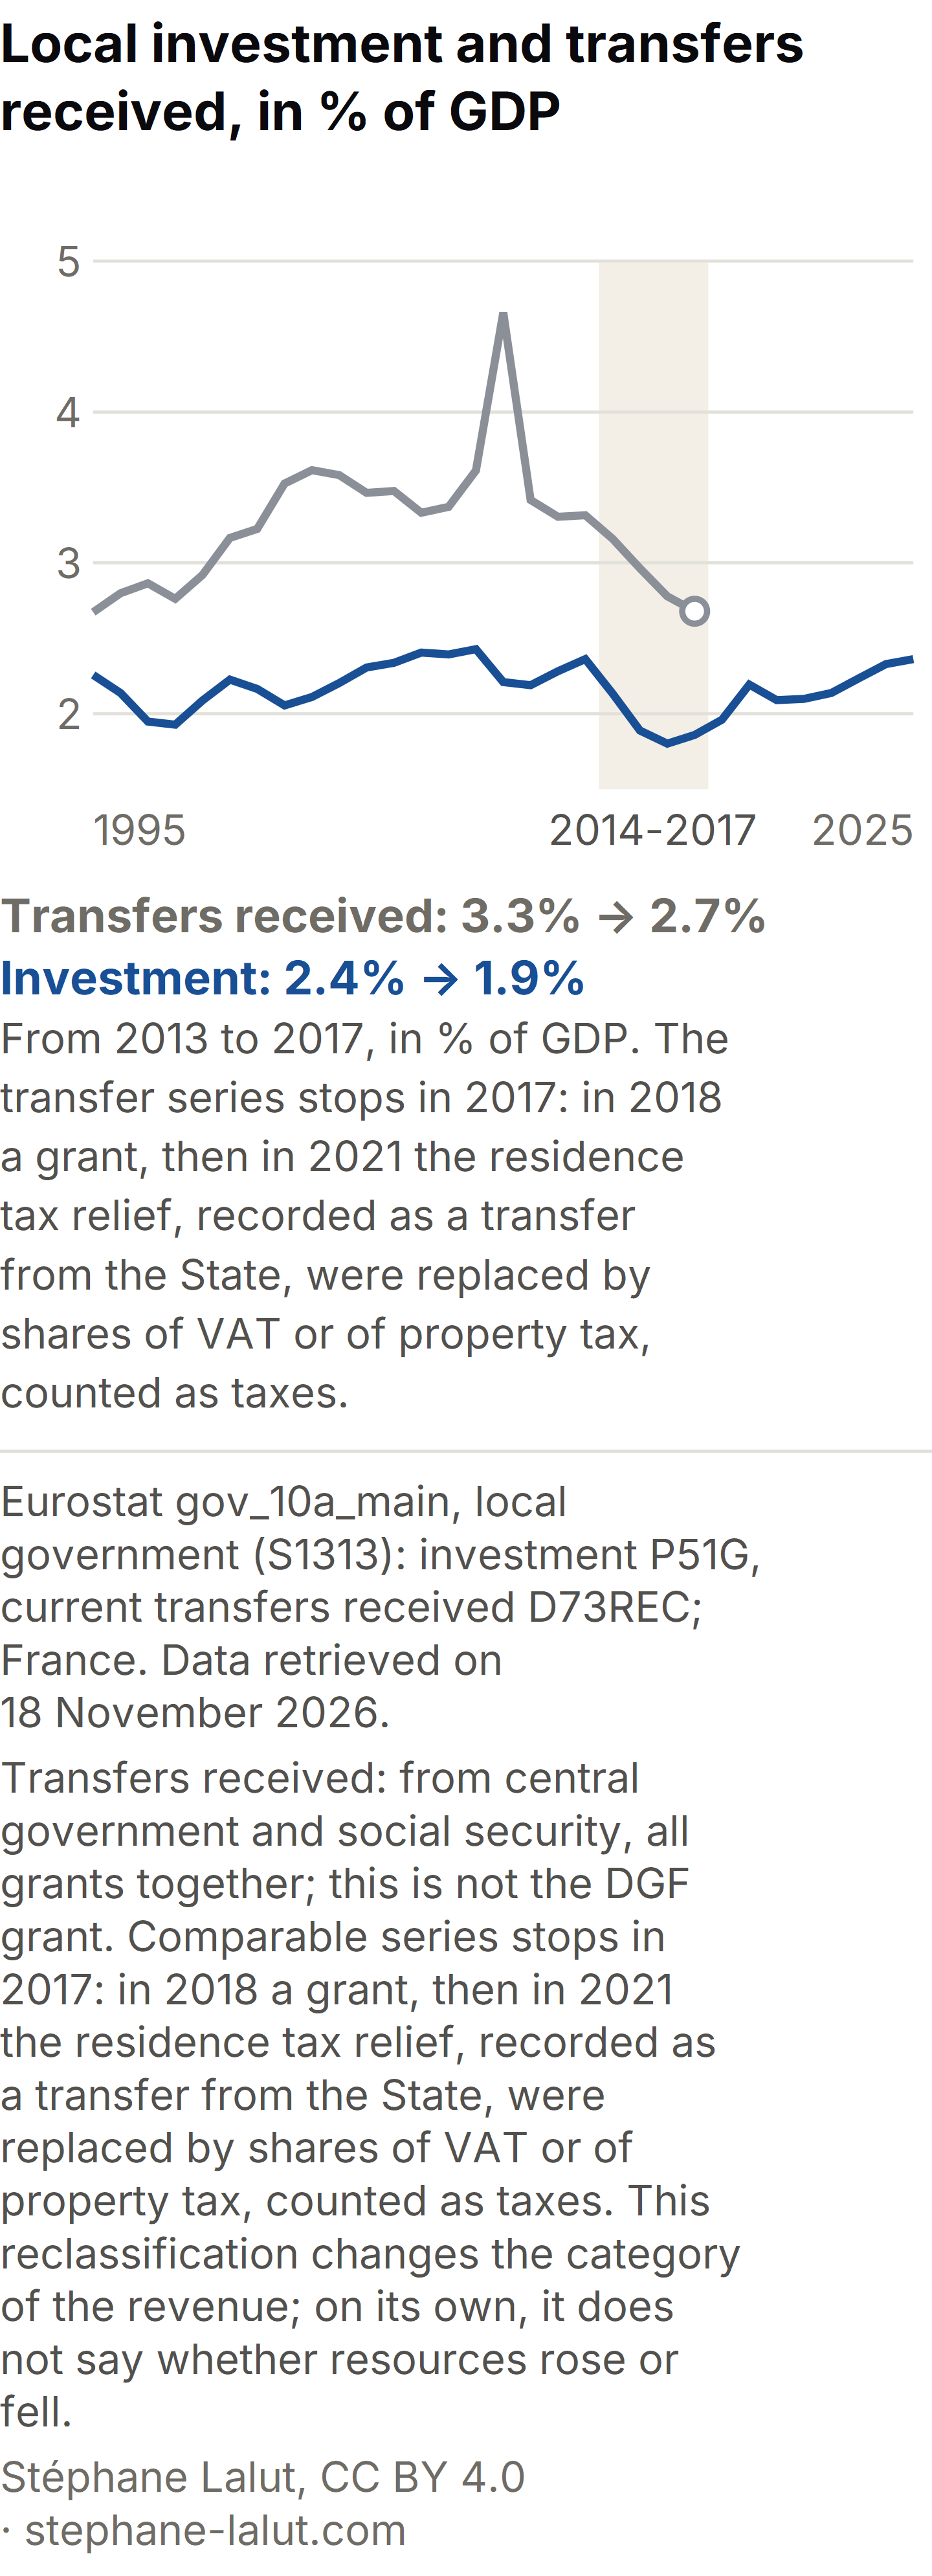 Local investment and transfers
received, in % of GDP
5
4
3
2
1995
2014-2017
2025
Transfers received: 3.3% → 2.7%
Investment: 2.4% → 1.9%
From 2013 to 2017, in % of GDP. The
transfer series stops in 2017: in 2018
a grant, then in 2021 the residence
tax relief, recorded as a transfer
from the State, were replaced by
shares of VAT or of property tax,
counted as taxes.
Eurostat gov_10a_main, local
government (S1313): investment P51G,
current transfers received D73REC;
France. Data retrieved on
18 November 2026.
Transfers received: from central
government and social security, all
grants together; this is not the DGF
grant. Comparable series stops in
2017: in 2018 a grant, then in 2021
the residence tax relief, recorded as
a transfer from the State, were
replaced by shares of VAT or of
property tax, counted as taxes. This
reclassification changes the category
of the revenue; on its own, it does
not say whether resources rose or
fell.
Stéphane Lalut, CC BY 4.0
· stephane-lalut.com